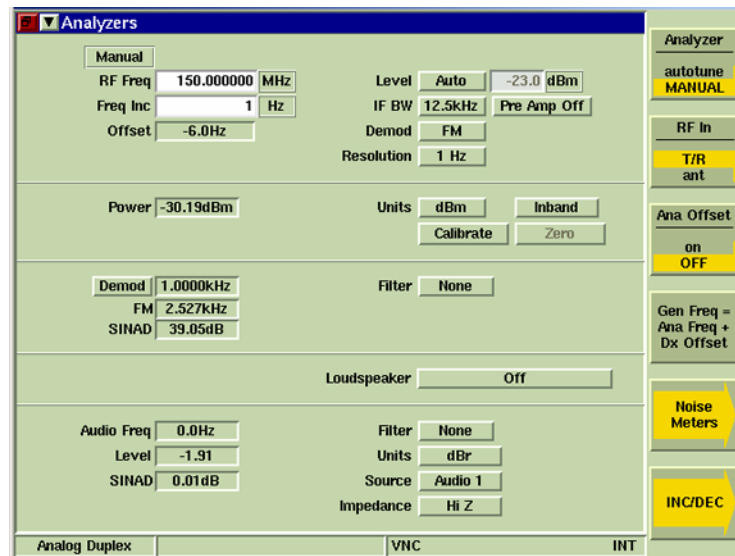 Analyzers
Manual
RF Freq 150.000000 MHz Level Auto -23.0 dBm
Freq Inc 1 Hz IF BW 12.5kHz Pre Amp Off
Offset -6.0Hz Demod FM
Resolution 1 Hz
Power -30.19dBm Units dBm Inband
Calibrate Zero
Demod 1.0000kHz Filter None
FM 2.527kHz
SINAD 39.05dB
Loudspeaker Off
Audio Freq 0.0Hz Filter None
Level -1.91 Units dBr
SINAD 0.01dB Source Audio 1
Impedance Hi Z
Analog Duplex VNC INT
Analyzer
autotune
MANUAL
RF In
T/R
ant
Ana Offset
on
OFF
Gen Freq =
Ana Freq +
Dx Offset
Noise
Meters
INC/DEC